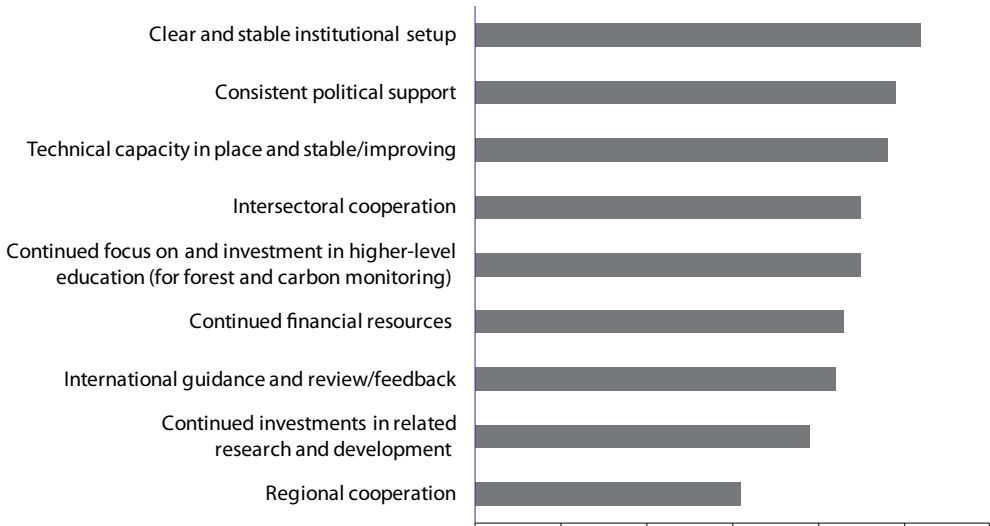 Clear and stable institutional setup
Consistent political support
Technical capacity in place and stable/improving
Intersectoral cooperation
Continued focus on and investment in higher-level
education (for forest and carbon monitoring)
Continued financial resources
International guidance and review/feedback
Continued investments in related
research and development
Regional cooperation